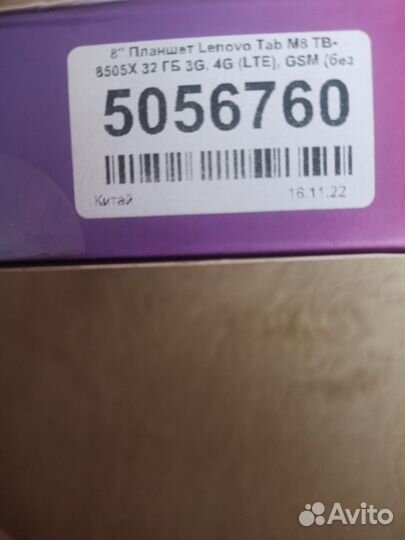 8" Планшет Lenovo Tab M8 TB-
8505X 32 ГБ 3G, 4G (LTE), GSM (без
5056760
Китай 16.11.22
Avito